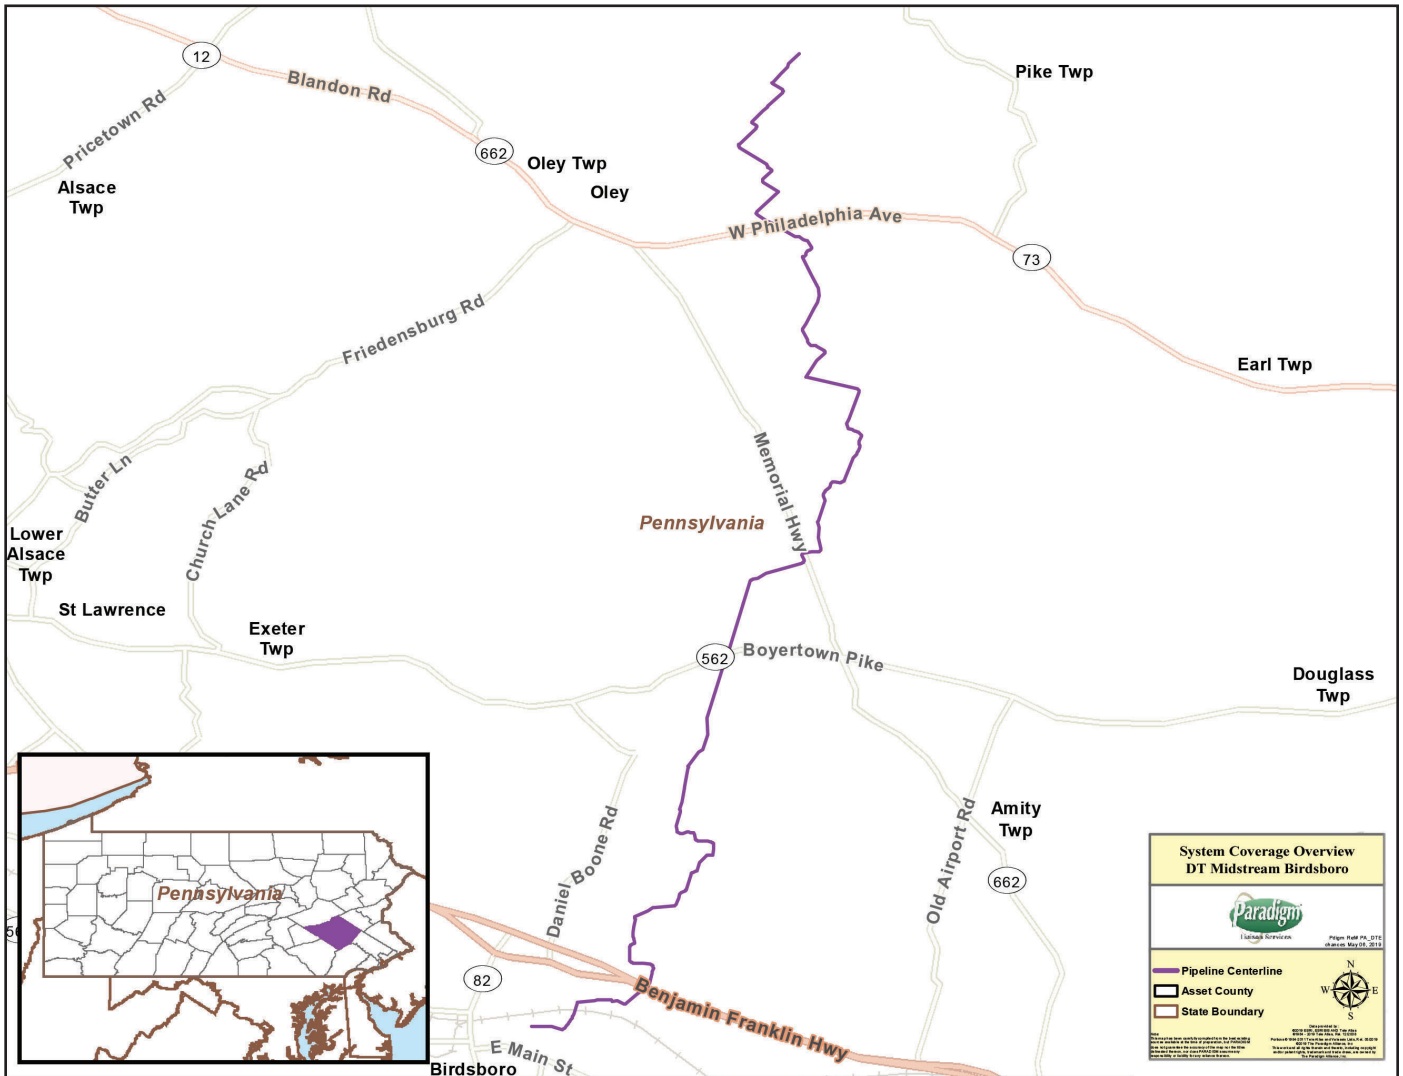 12
Blandon Rd
Pricetown Rd
Alsace
Twp
662
Oley Twp
Oley
Pike Twp
W Philadelphia Ave
73
Friedensburg Rd
Earl Twp
Butter Ln
Church Lane Rd
Memorial Hwy
Pennsylvania
Lower
Alsace
Twp
St Lawrence
Exeter
Twp
562
Boyertown Pike
Douglass
Twp
Daniel Boone Rd
Old Airport Rd
Amity
Twp
662
82
Benjamin Franklin Hwy
E Main St
Birdsboro
Pennsylvania
System Coverage Overview
DT Midstream Birdsboro
Paradigm
Liaison Services
Pipeline Centerline
Asset County
State Boundary
N
W
E
S